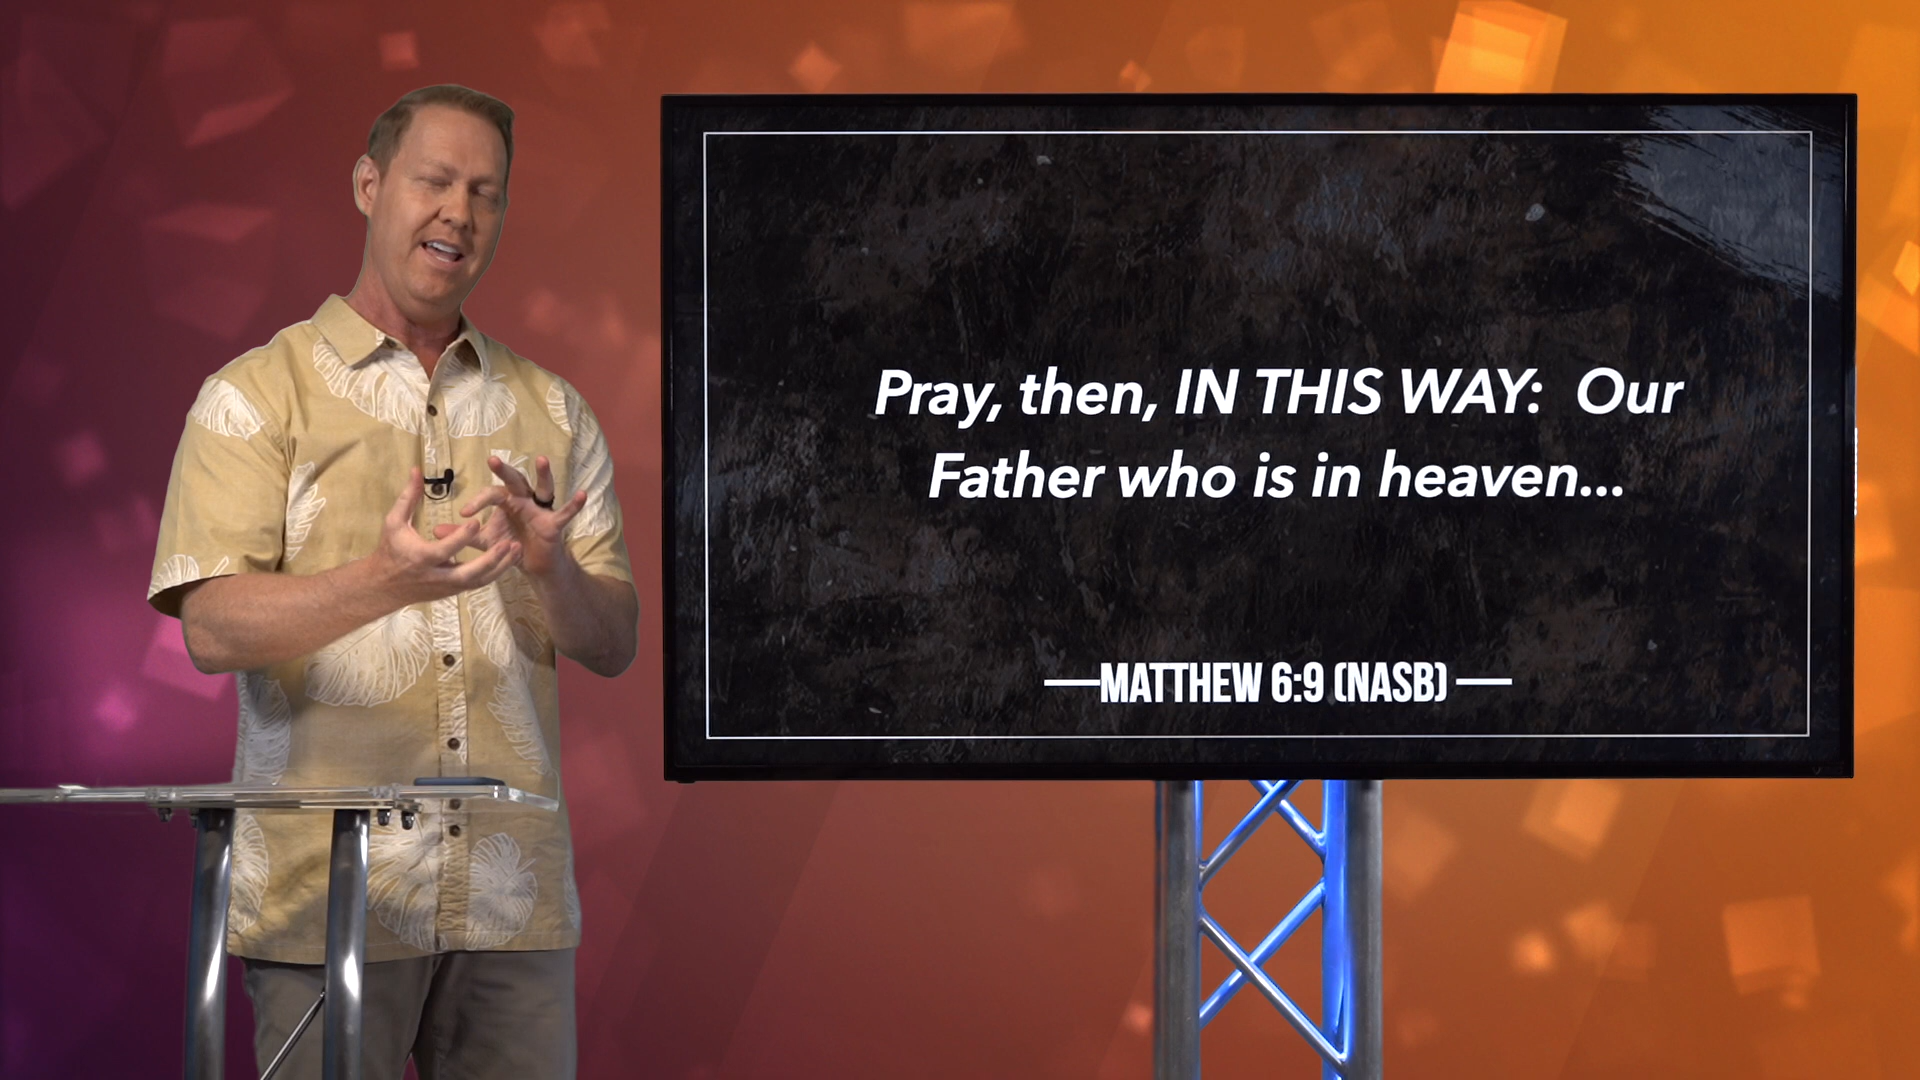 Pray, then, IN THIS WAY: Our
Father who is in heaven...
—MATTHEW 6:9 (NASB)—